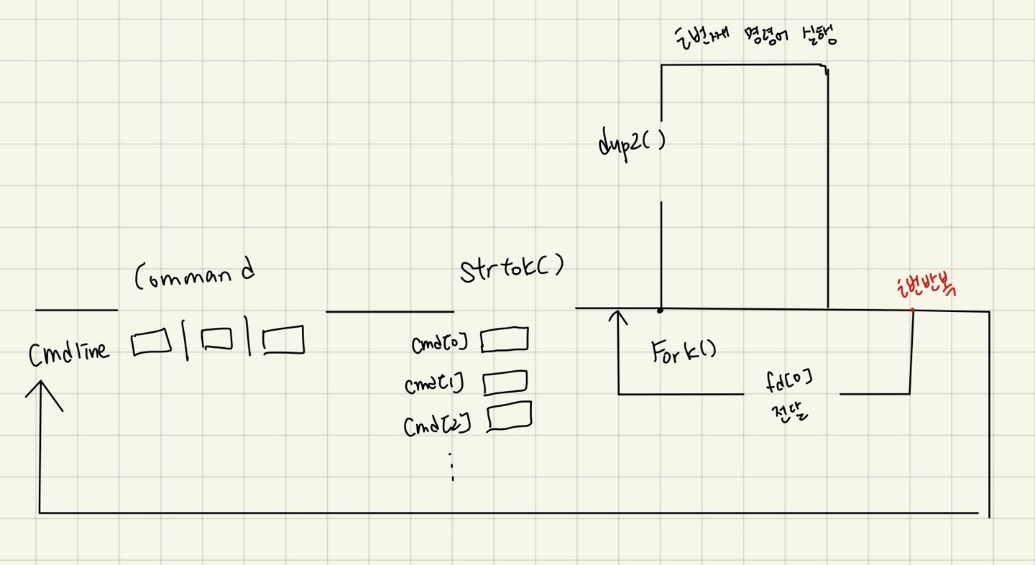 i번째 명령어 실행
dup2()
Command
Strtok()
i번반복
Cmdline
|
|
Cmd[0]
Cmd[1]
Cmd[2]
⋮
Fork()
fd[0]
전달